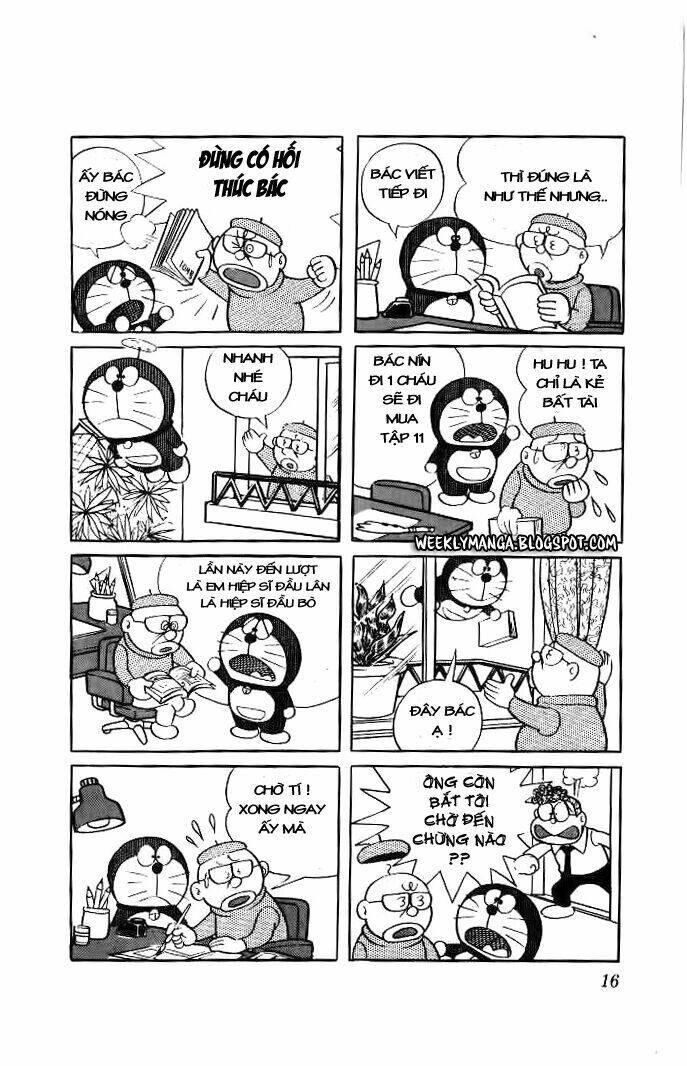 BÁC VIẾT
TIẾP ĐI
THÌ ĐÚNG LÀ
NHƯ THẾ NHƯNG..
ĐỪNG CÓ HỐI
THÚC BÁC
ẤY BÁC
ĐỪNG
NÓNG
HU HU ! TA
CHỈ LÀ KẺ
BẤT TÀI
BÁC NÍN
ĐI 1 CHÁU
SẼ ĐI
MUA
TẬP 11
WEEKLYMANGA.BLOGSPOT.COM
NHANH
NHÉ
CHÁU
ĐÂY BÁC
Ạ !
LẦN NÀY ĐẾN LƯỢT
LÀ EM HIỆP SĨ ĐẦU LÂN
LÀ HIỆP SĨ ĐẦU BÒ
ÔNG CÒN
BẮT TÔI
CHỜ ĐẾN
CHỪNG NÀO
??
CHỜ TÍ !
XONG NGAY
ẤY MÀ
16